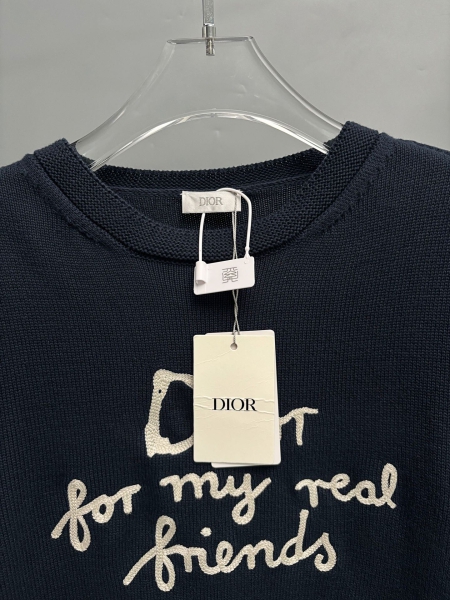 DIOR
DIOR
D r
for my real
friends